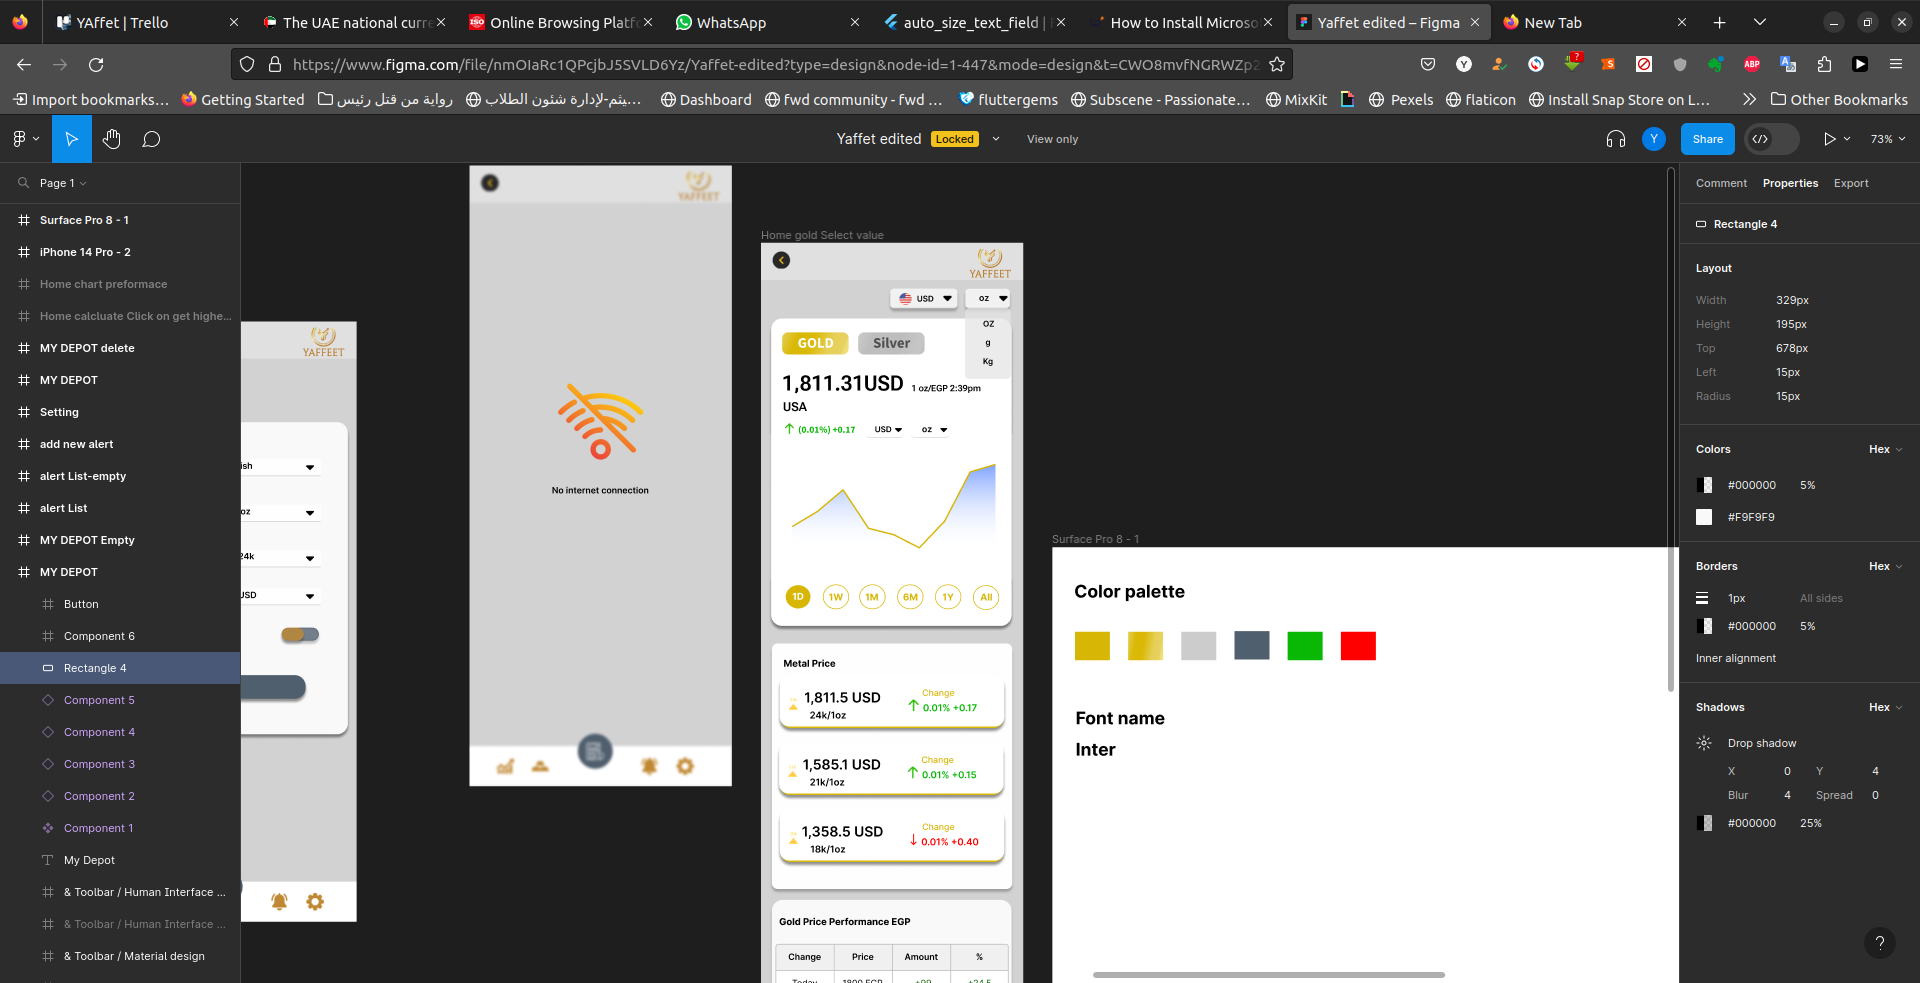 YAffet | Trello
The UAE national curre
Online Browsing Platfo
WhatsApp
auto_size_text_field |
How to Install Microso
Yaffet edited – Figma
New Tab
https://www.figma.com/file/nmOIaRc1QPcjbJ5SVLD6Yz/Yaffet-edited?type=design&node-id=1-447&mode=design&t=CWO8mvfNGRWZp2
ABP
Import bookmarks...
Getting Started
رواية من قتل رئيس
ميثم-لإدارة شئون الطلاب...
Dashboard
fwd community - fwd ...
fluttergems
Subscene - Passionate...
MixKit
Pexels
flaticon
Install Snap Store on L...
Other Bookmarks
Yaffet edited
Locked
View only
Y
Share
73%
Page 1
Surface Pro 8 - 1
iPhone 14 Pro - 2
Home chart preformace
Home calcluate Click on get highe...
MY DEPOT delete
MY DEPOT
Setting
add new alert
alert List-empty
alert List
MY DEPOT Empty
MY DEPOT
Button
Component 6
Rectangle 4
Component 5
Component 4
Component 3
Component 2
Component 1
My Depot
& Toolbar / Human Interface ...
& Toolbar / Human Interface ...
& Toolbar / Material design
YAFFEET
ish
oz
24k
USD
YAFFEET
No internet connection
Home gold Select value
YAFFEET
USD
oz
OZ
g
Kg
GOLD
Silver
1,811.31USD
1 oz/EGP 2:39pm
USA
(0.01%) +0.17
USD
oz
1D
1W
1M
6M
1Y
All
Metal Price
1,811.5 USD
24k/1oz
Change
0.01% +0.17
1,585.1 USD
21k/1oz
Change
0.01% +0.15
1,358.5 USD
18k/1oz
Change
0.01% +0.40
Gold Price Performance EGP
Change
Price
Amount
%
Today
1800 EGP
+90
+24.5
Surface Pro 8 - 1
Color palette
Font name
Inter
Comment
Properties
Export
Rectangle 4
Layout
Width
329px
Height
195px
Top
678px
Left
15px
Radius
15px
Colors
Hex
#000000
5%
#F9F9F9
Borders
Hex
1px
All sides
#000000
5%
Inner alignment
Shadows
Hex
Drop shadow
X
0
Y
4
Blur
4
Spread
0
#000000
25%
?